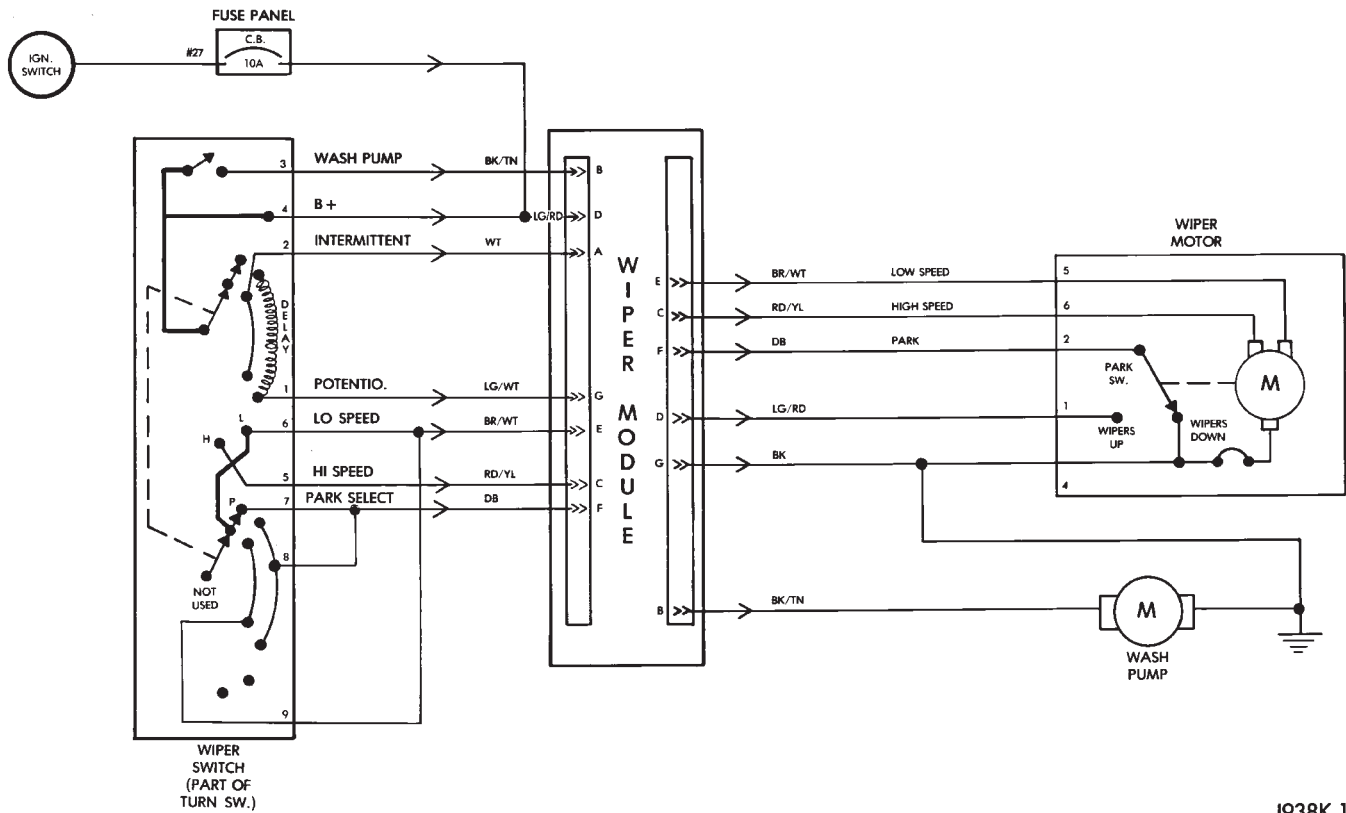 FUSE PANEL
IGN.
SWITCH
#27
C.B.
10A
3
WASH PUMP
BK/TN
B
4
B+
LG/RD
D
2
INTERMITTENT
WT
A
DELAY
1
POTENTIO.
LG/WT
G
L
6
LO SPEED
BR/WT
E
H
5
HI SPEED
RD/YL
C
P
7
PARK SELECT
DB
F
8
NOT
USED
9
WIPER
SWITCH
(PART OF
TURN SW.)
WIPER MODULE
E
BR/WT
LOW SPEED
5
C
RD/YL
HIGH SPEED
6
F
DB
PARK
2
D
LG/RD
1
G
BK
4
B
BK/TN
WIPER
MOTOR
PARK
SW.
M
WIPERS
UP
WIPERS
DOWN
M
WASH
PUMP